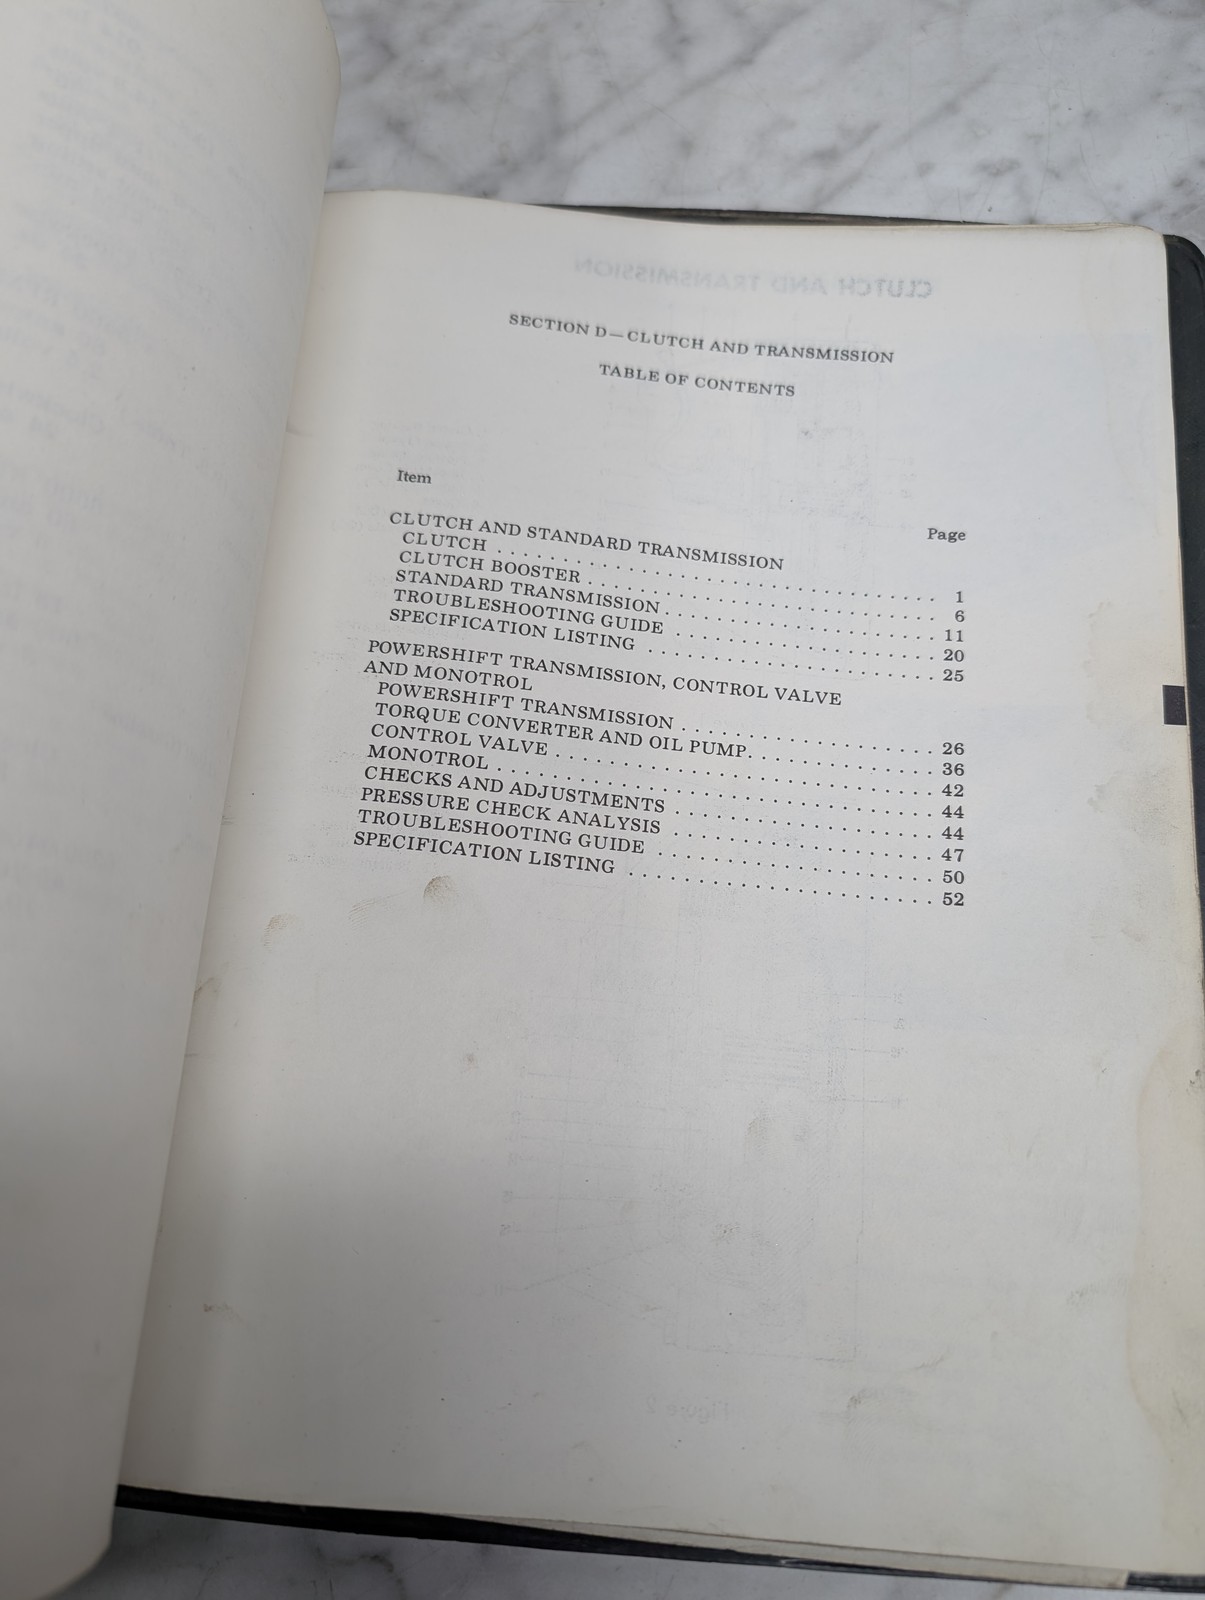 SECTION D—CLUTCH AND TRANSMISSION
TABLE OF CONTENTS
Item
Page
CLUTCH AND STANDARD TRANSMISSION
CLUTCH . . . . . . . . . . . . . . . . . . . . . . . . . . . . . . . . . . 1
CLUTCH BOOSTER . . . . . . . . . . . . . . . . . . . . . . . . . . . 6
STANDARD TRANSMISSION . . . . . . . . . . . . . . . . . . . . . 11
TROUBLESHOOTING GUIDE . . . . . . . . . . . . . . . . . . . . 20
SPECIFICATION LISTING . . . . . . . . . . . . . . . . . . . . . . 25
POWERSHIFT TRANSMISSION, CONTROL VALVE
AND MONOTROL
POWERSHIFT TRANSMISSION . . . . . . . . . . . . . . . . . . . . 26
TORQUE CONVERTER AND OIL PUMP. . . . . . . . . . . . . . . 36
CONTROL VALVE . . . . . . . . . . . . . . . . . . . . . . . . . . . . . 42
MONOTROL . . . . . . . . . . . . . . . . . . . . . . . . . . . . . . . . . 44
CHECKS AND ADJUSTMENTS . . . . . . . . . . . . . . . . . . . . 44
PRESSURE CHECK ANALYSIS . . . . . . . . . . . . . . . . . . . . 47
TROUBLESHOOTING GUIDE . . . . . . . . . . . . . . . . . . . . . 50
SPECIFICATION LISTING . . . . . . . . . . . . . . . . . . . . . . . 52